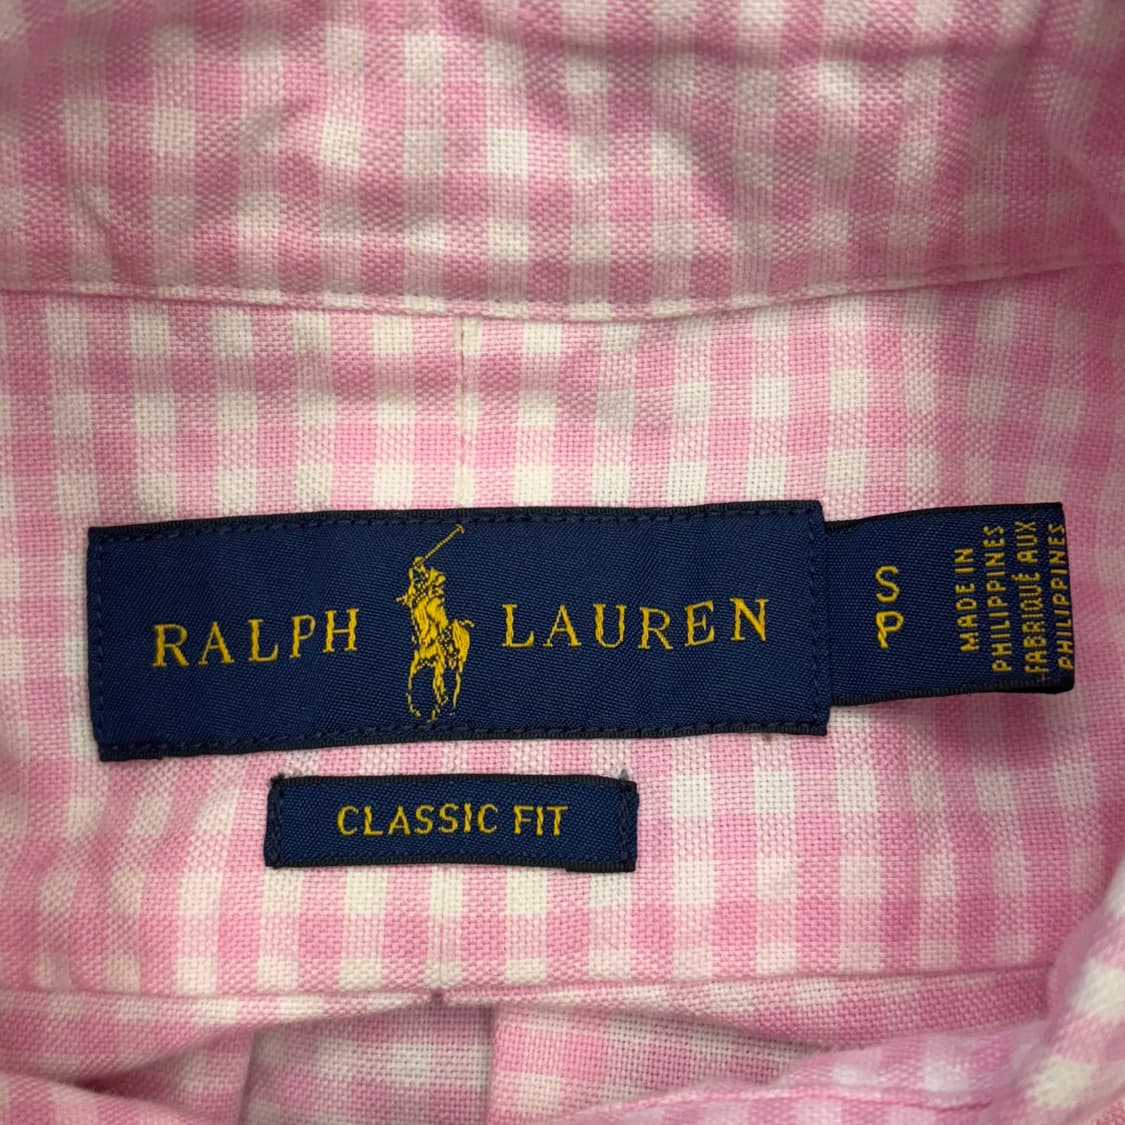 RALPH LAUREN
S
P
MADE IN
PHILIPPINES
FABRIQUÉ AUX
PHILIPPINES
CLASSIC FIT